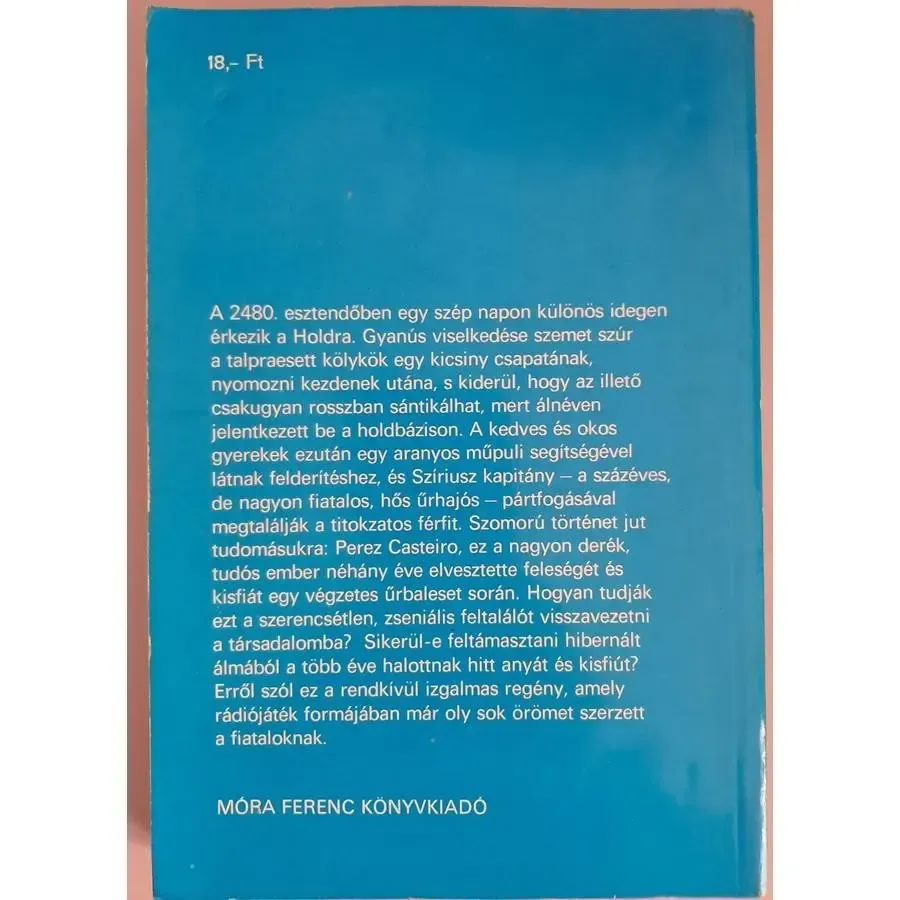 18,– Ft
A 2480. esztendőben egy szép napon különös idegen
érkezik a Holdra. Gyanús viselkedése szemet szúr
a talpraesett kölykök egy kicsiny csapatának,
nyomozni kezdenek utána, s kiderül, hogy az illető
csakugyan rosszban sántikálhat, mert álnéven
jelentkezett be a holdbázison. A kedves és okos
gyerekek ezután egy aranyos műpuli segítségével
látnak felderítéshez, és Szíriusz kapitány – a százéves,
de nagyon fiatalos, hős űrhajós – pártfogásával
megtalálják a titokzatos férfit. Szomorú történet jut
tudomásukra: Perez Casteiro, ez a nagyon derék,
tudós ember néhány éve elvesztette feleségét és
kisfiát egy végzetes űrbaleset során. Hogyan tudják
ezt a szerencsétlen, zseniális feltalálót visszavezetni
a társadalomba? Sikerül-e feltámasztani hibernált
álmából a több éve halottnak hitt anyát és kisfiút?
Erről szól ez a rendkívül izgalmas regény, amely
rádiójáték formájában már oly sok örömet szerzett
a fiataloknak.
MÓRA FERENC KÖNYVKIADÓ